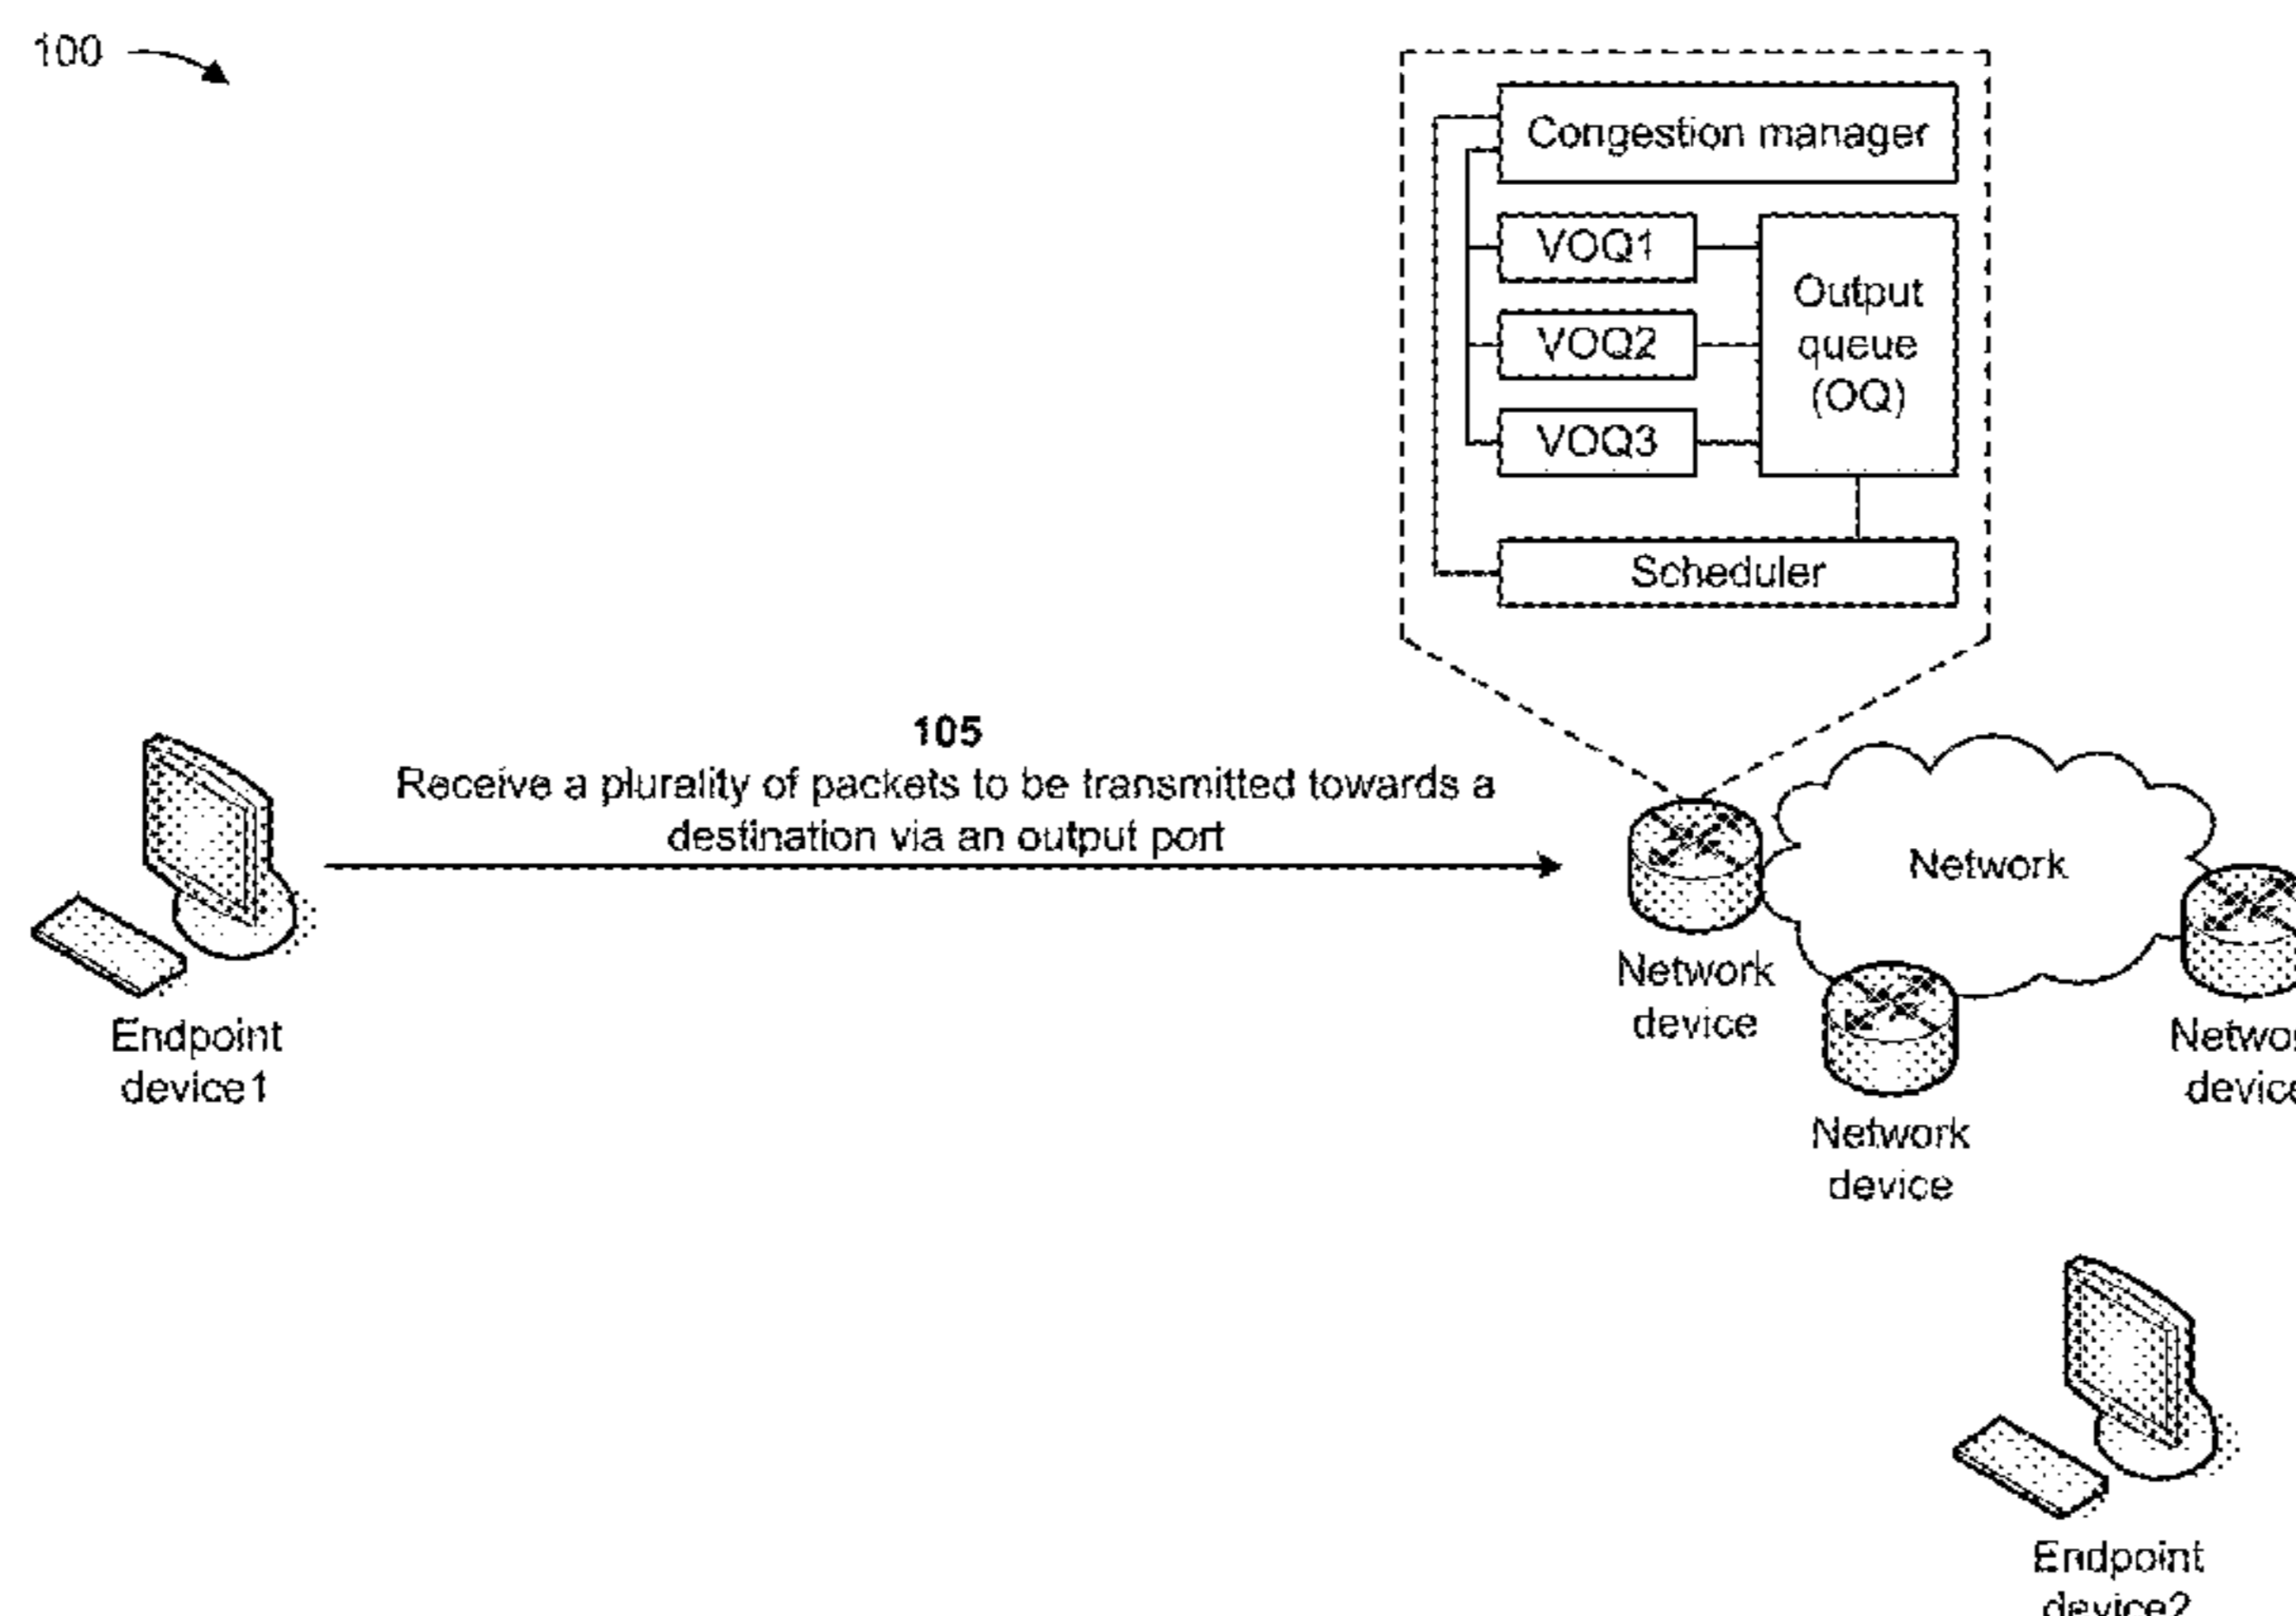 100
Congestion manager
VOQ1
VOQ2
VOQ3
Output
queue
(OQ)
Scheduler
105
Receive a plurality of packets to be transmitted towards a
destination via an output port
Network
Endpoint
device1
Network
device
Network
device
Endpoint
device2